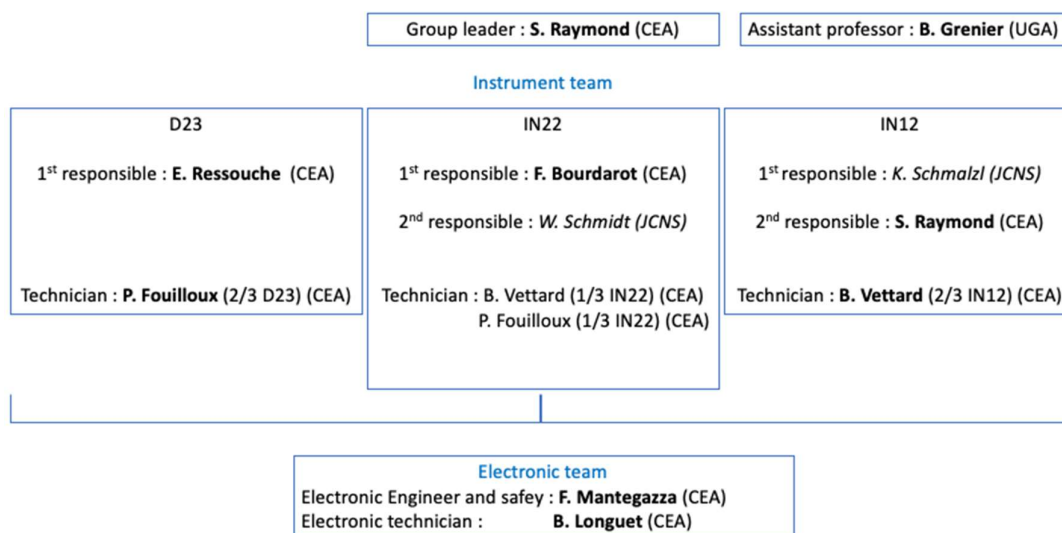 Group leader : S. Raymond (CEA)
Assistant professor : B. Grenier (UGA)
Instrument team
D23
1st responsible : E. Ressouche (CEA)
Technician : P. Fouilloux (2/3 D23) (CEA)
IN22
1st responsible : F. Bourdarot (CEA)
2nd responsible : W. Schmidt (JCNS)
Technician : B. Vettard (1/3 IN22) (CEA)
P. Fouilloux (1/3 IN22) (CEA)
IN12
1st responsible : K. Schmalzl (JCNS)
2nd responsible : S. Raymond (CEA)
Technician : B. Vettard (2/3 IN12) (CEA)
Electronic team
Electronic Engineer and safey : F. Mantegazza (CEA)
Electronic technician : B. Longuet (CEA)